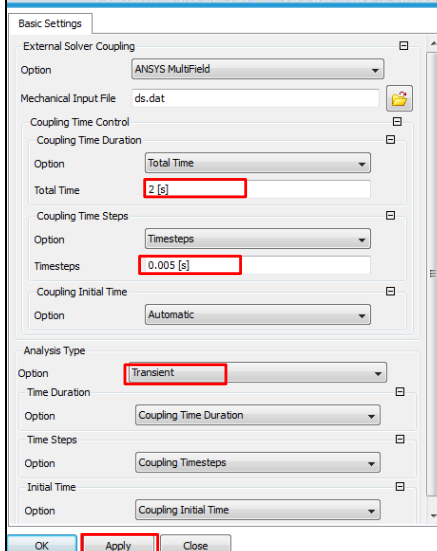 Basic Settings
External Solver Coupling
Option ANSYS MultiField
Mechanical Input File ds.dat
Coupling Time Control
Coupling Time Duration
Option Total Time
Total Time 2 [s]
Coupling Time Steps
Option Timesteps
Timesteps 0.005 [s]
Coupling Initial Time
Option Automatic
Analysis Type
Option Transient
Time Duration
Option Coupling Time Duration
Time Steps
Option Coupling Timesteps
Initial Time
Option Coupling Initial Time
OK Apply Close